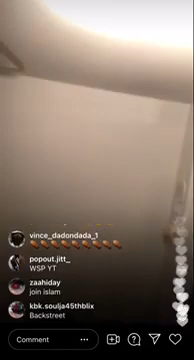 vince_dadondada_1
popout.jitt_
WSP YT
zaahiday
join islam
kbk.soulja45thblix
Backstreet
Comment